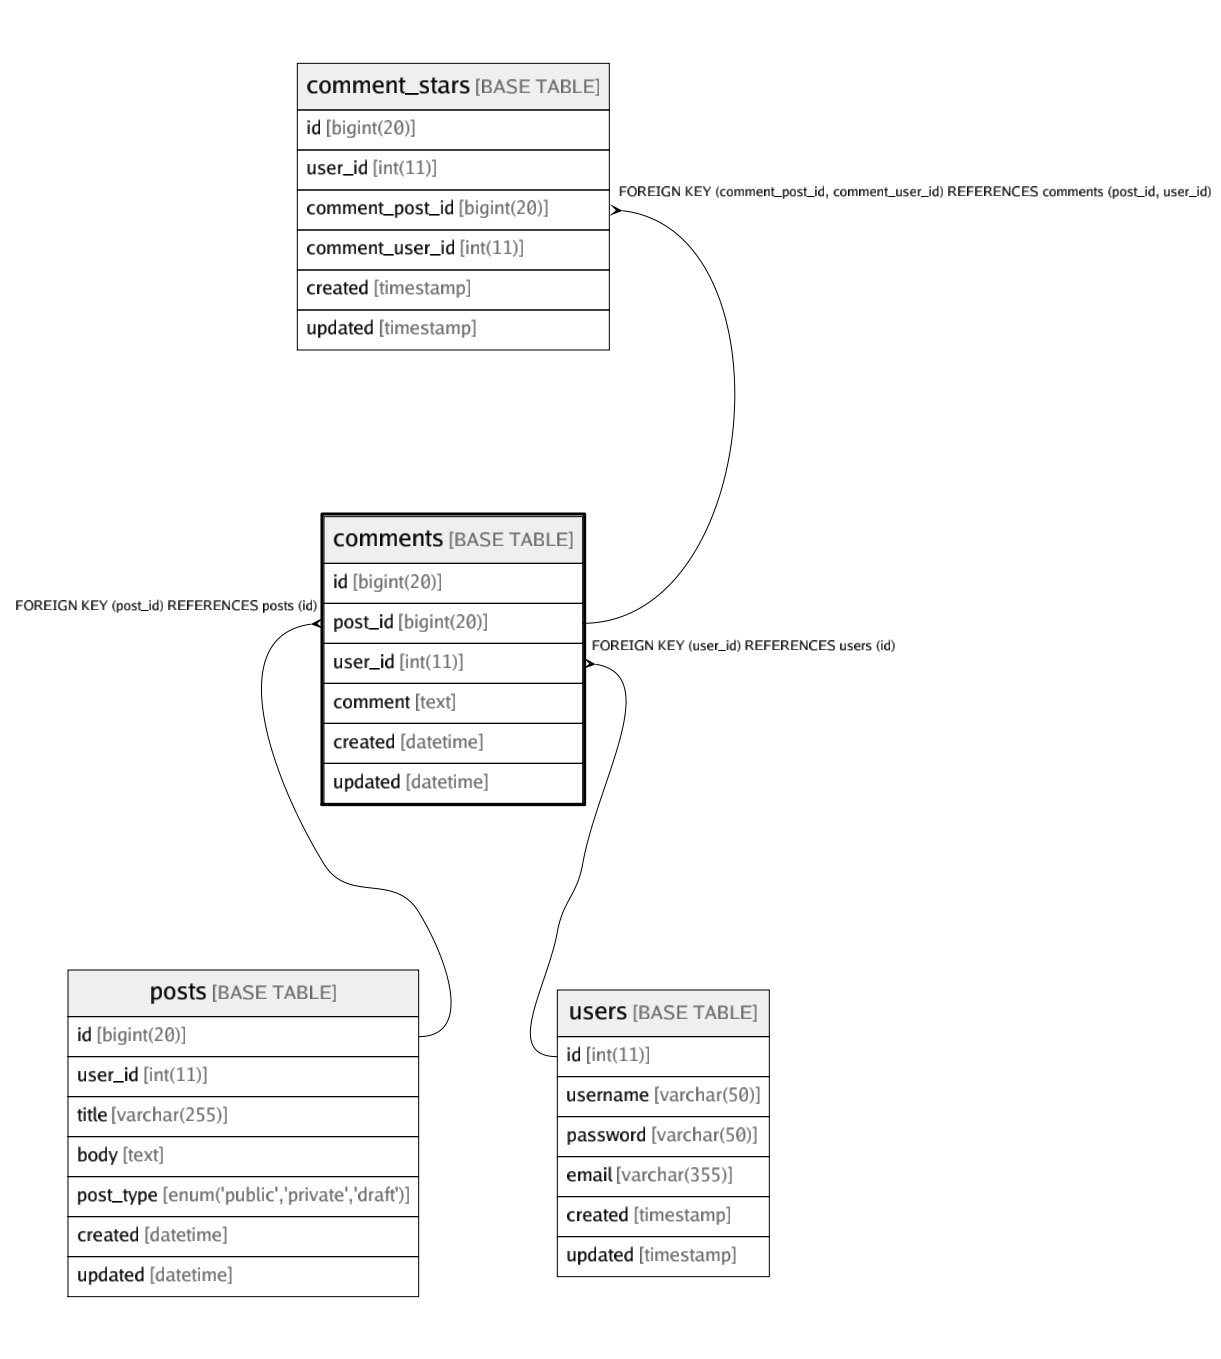 comment_stars [BASE TABLE]
id [bigint(20)]
user_id [int(11)]
FOREIGN KEY (comment_post_id, comment_user_id) REFERENCES comments (post_id, user_id)
comment_post_id [bigint(20)]
comment_user_id [int(11)]
created [timestamp]
updated [timestamp]
comments [BASE TABLE]
id [bigint(20)]
FOREIGN KEY (post_id) REFERENCES posts (id)
post_id [bigint(20)]
FOREIGN KEY (user_id) REFERENCES users (id)
user_id [int(11)]
comment [text]
created [datetime]
updated [datetime]
posts [BASE TABLE]
id [bigint(20)]
user_id [int(11)]
title [varchar(255)]
body [text]
post_type [enum('public','private','draft')]
created [datetime]
updated [datetime]
users [BASE TABLE]
id [int(11)]
username [varchar(50)]
password [varchar(50)]
email [varchar(355)]
created [timestamp]
updated [timestamp]